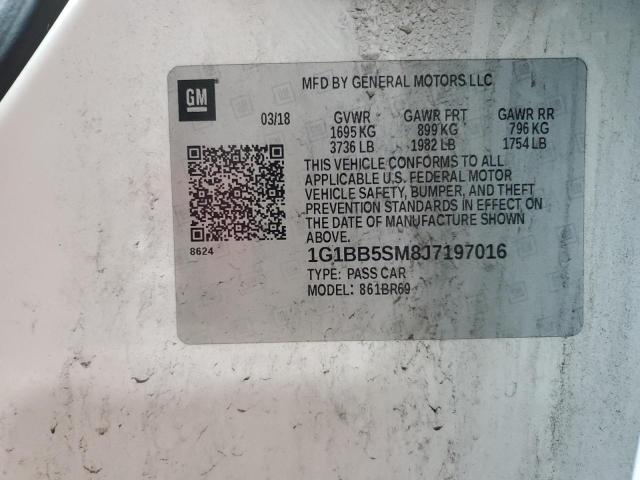 GM
MFD BY GENERAL MOTORS LLC
03/18 GVWR GAWR FRT GAWR RR
1695 KG 899 KG 796 KG
3736 LB 1982 LB 1754 LB
THIS VEHICLE CONFORMS TO ALL
APPLICABLE U.S. FEDERAL MOTOR
VEHICLE SAFETY, BUMPER, AND THEFT
PREVENTION STANDARDS IN EFFECT ON
THE DATE OF MANUFACTURE SHOWN
ABOVE.
8624
1G1BB5SM8J7197016
TYPE: PASS CAR
MODEL: 861BR69